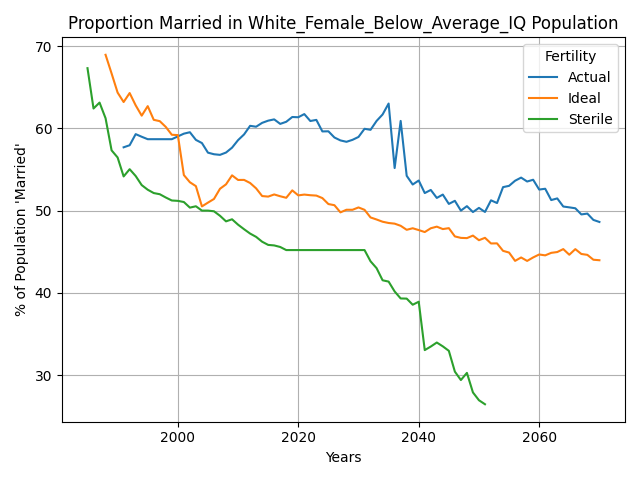 Proportion Married in White_Female_Below_Average_IQ Population
% of Population 'Married'
70
60
50
40
30
Fertility
Actual
Ideal
Sterile
2000
2020
2040
2060
Years